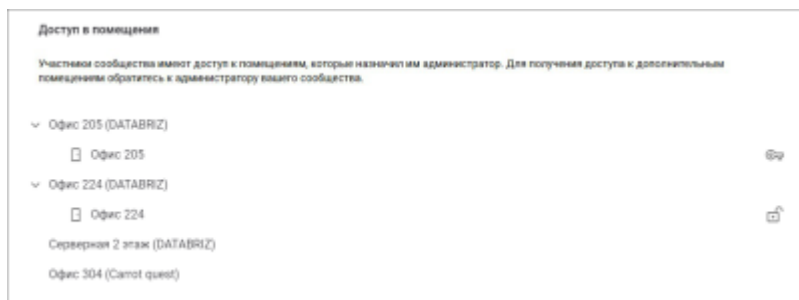 Доступ в помещения
Участники сообщества имеют доступ к помещениям, которые назначил им администратор. Для получения доступа к дополнительным
помещениям обратитесь к администратору вашего сообщества.
Офис 205 (DATABRIZ)
Офис 205
Офис 224 (DATABRIZ)
Офис 224
Серверная 2 этаж (DATABRIZ)
Офис 304 (Carrot quest)